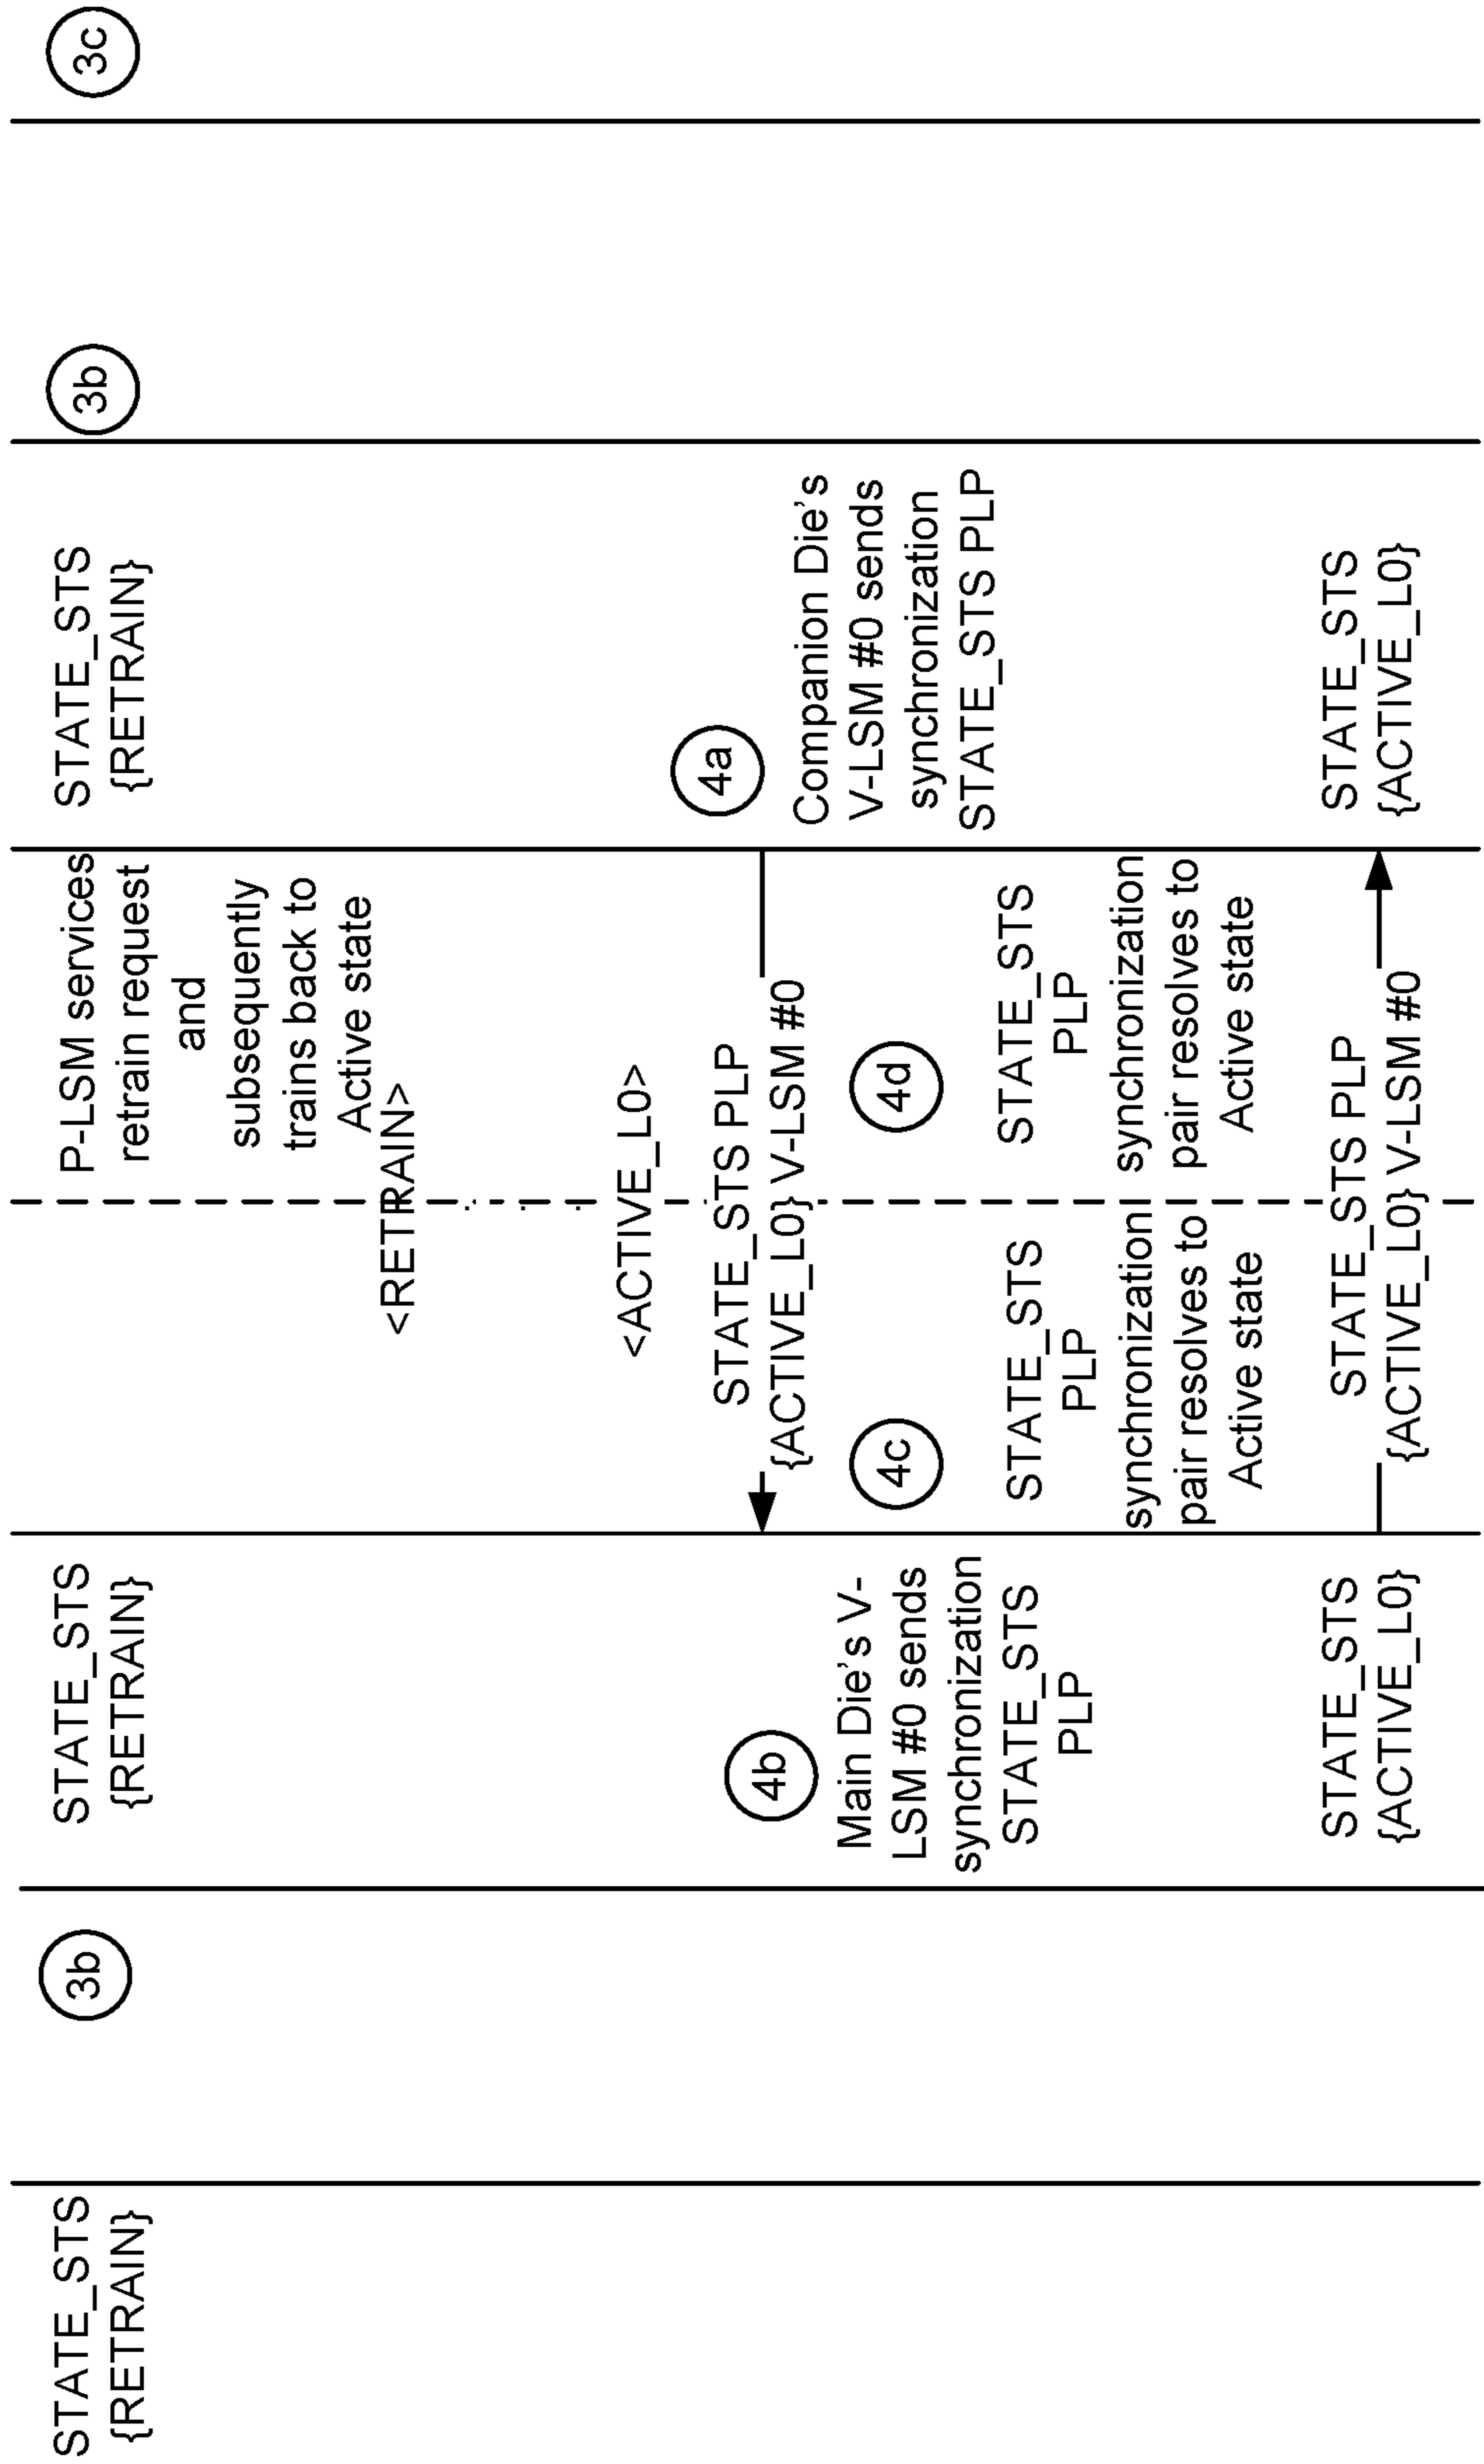 STATE_STS
{RETRAIN}
3b
STATE_STS
{RETRAIN}
P-LSM services
retrain request
and
subsequently
trains back to
Active state
<RETRAIN>
STATE_STS
{RETRAIN}
3b
3c
<ACTIVE_L0>
STATE_STS PLP
{ACTIVE_L0} V-LSM #0
4a
Companion Die's
V-LSM #0 sends
synchronization
STATE_STS PLP
4b
Main Die's V-
LSM #0 sends
synchronization
STATE_STS
PLP
4c
STATE_STS
PLP
synchronization
pair resolves to
Active state
4d
STATE_STS
PLP
synchronization
pair resolves to
Active state
STATE_STS
{ACTIVE_L0}
STATE_STS PLP
{ACTIVE_L0} V-LSM #0
STATE_STS
{ACTIVE_L0}